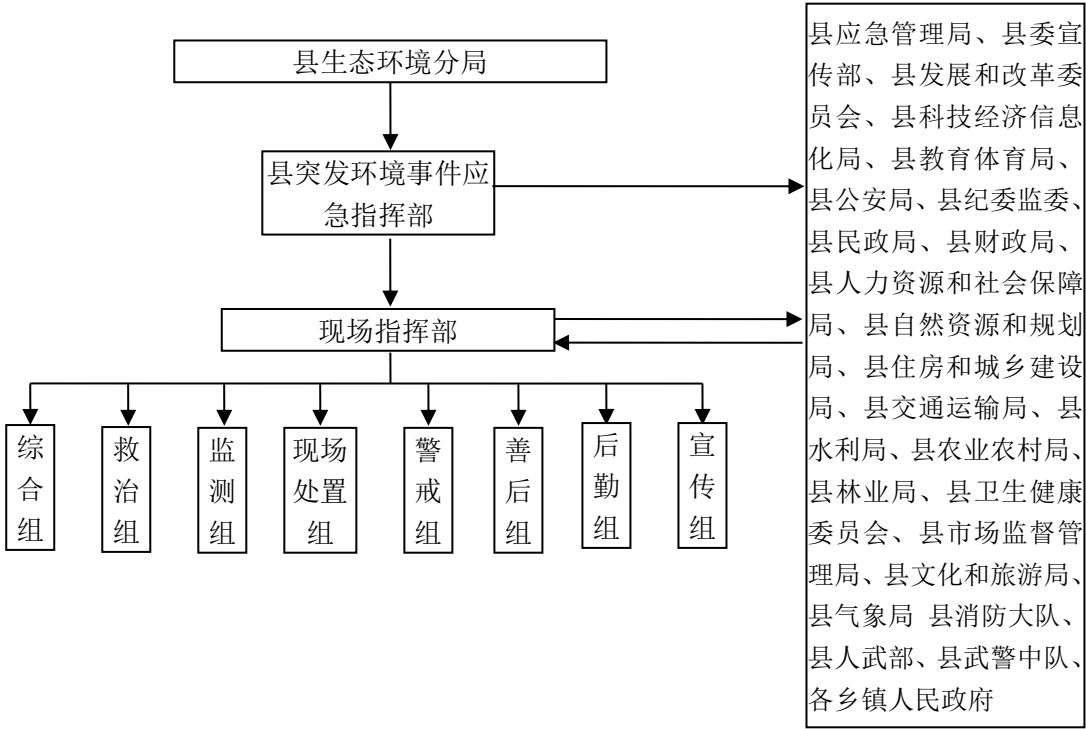 县生态环境分局
县突发环境事件应
急指挥部
现场指挥部
综
合
组
救
治
组
监
测
组
现场
处置
组
警
戒
组
善
后
组
后
勤
组
宣
传
组
县应急管理局、县委宣
传部、县发展和改革委
员会、县科技经济信息
化局、县教育体育局、
县公安局、县纪委监委、
县民政局、县财政局、
县人力资源和社会保障
局、县自然资源和规划
局、县住房和城乡建设
局、县交通运输局、县
水利局、县农业农村局、
县林业局、县卫生健康
委员会、县市场监督管
理局、县文化和旅游局、
县气象局 县消防大队、
县人武部、县武警中队、
各乡镇人民政府